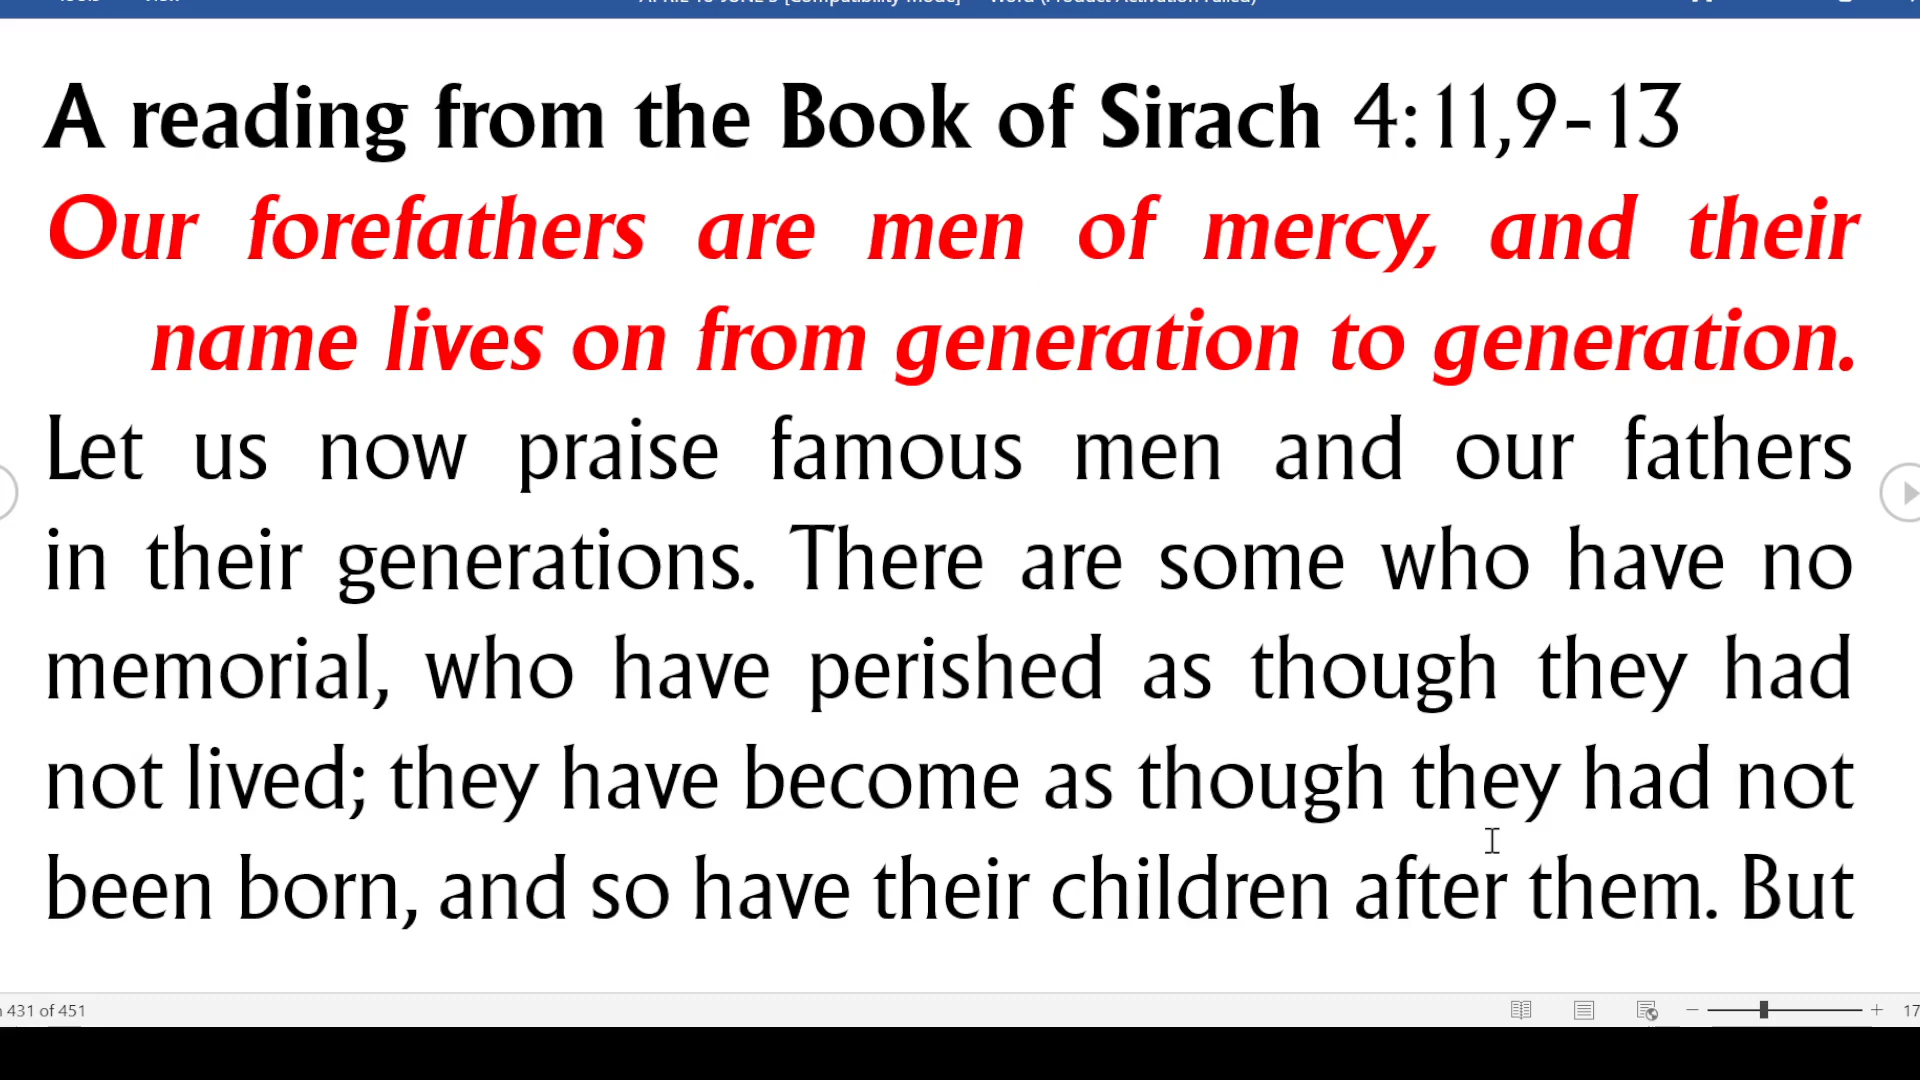 A reading from the Book of Sirach 4:11,9-13
Our forefathers are men of mercy, and their
name lives on from generation to generation.
Let us now praise famous men and our fathers
in their generations. There are some who have no
memorial, who have perished as though they had
not lived; they have become as though they had not
been born, and so have their children after them. But
431 of 451
17